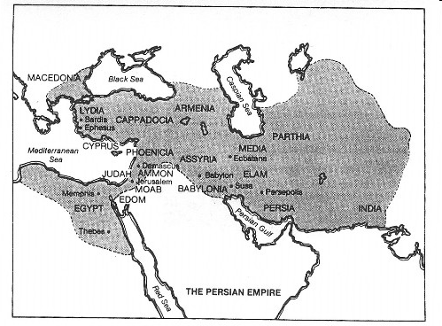 MACEDONIA
Black Sea
Caspian Sea
LYDIA
Sardis
Ephesus
CAPPADOCIA
ARMENIA
PARTHIA
Mediterranean
Sea
CYPRUS
PHOENICIA
ASSYRIA
MEDIA
Ecbatana
Damascus
JUDAH
AMMON
Jerusalem
MOAB
EDOM
Babylon
BABYLONIA
ELAM
Susa
Persepolis
Memphis
EGYPT
Thebes
PERSIA
Persian Gulf
INDIA
Red Sea
THE PERSIAN EMPIRE